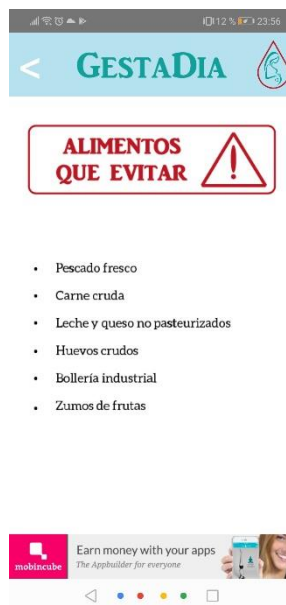 12 % 23:56
GESTADIA
ALIMENTOS
QUE EVITAR
• Pescado fresco
• Carne cruda
• Leche y queso no pasteurizados
• Huevos crudos
• Bollería industrial
• Zumos de frutas
mobincube
Earn money with your apps
The Appbuilder for everyone